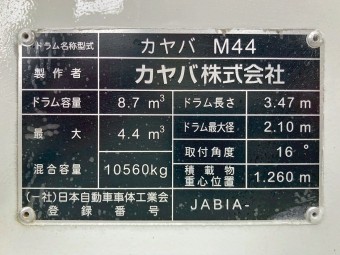 ドラム名称型式 カヤバ M44
製作者 カヤバ株式会社
ドラム容量 8.7 m³ ドラム長さ 3.47 m
最大 4.4 m³ ドラム最大径 2.10 m
取付角度 16°
混合容量 10560kg 積載物重心位置 1.260 m
(一社)日本自動車車体工業会
登録番号 JABIA-